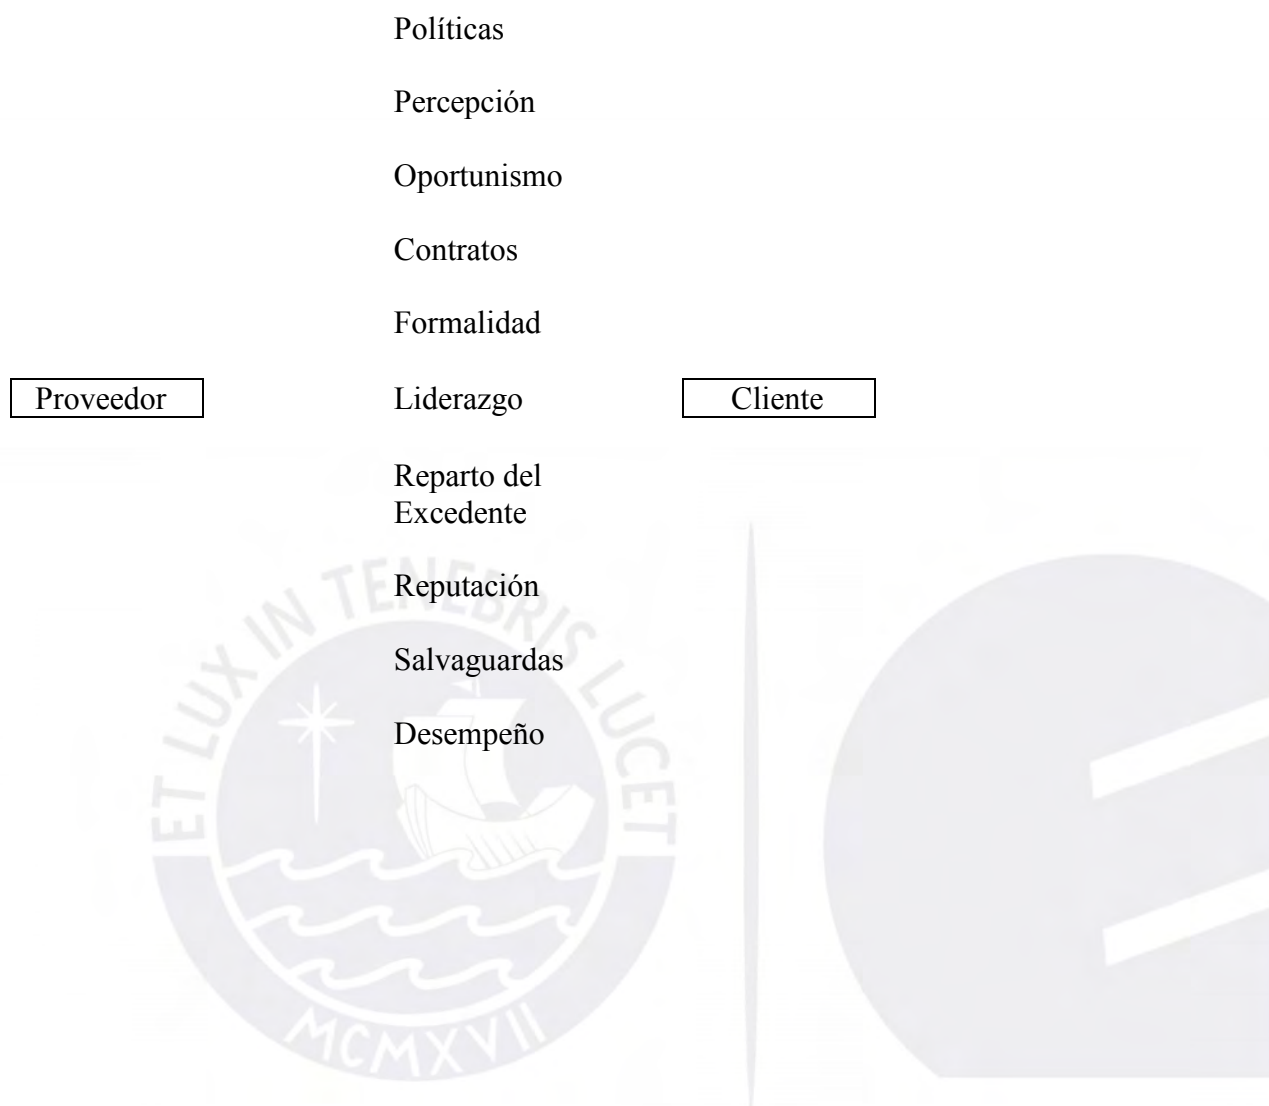 Políticas
Percepción
Oportunismo
Contratos
Formalidad
Proveedor
Liderazgo
Cliente
Reparto del
Excedente
Reputación
Salvaguardas
Desempeño
ET LUX IN TENEBRIS LUCET
MCMXVII